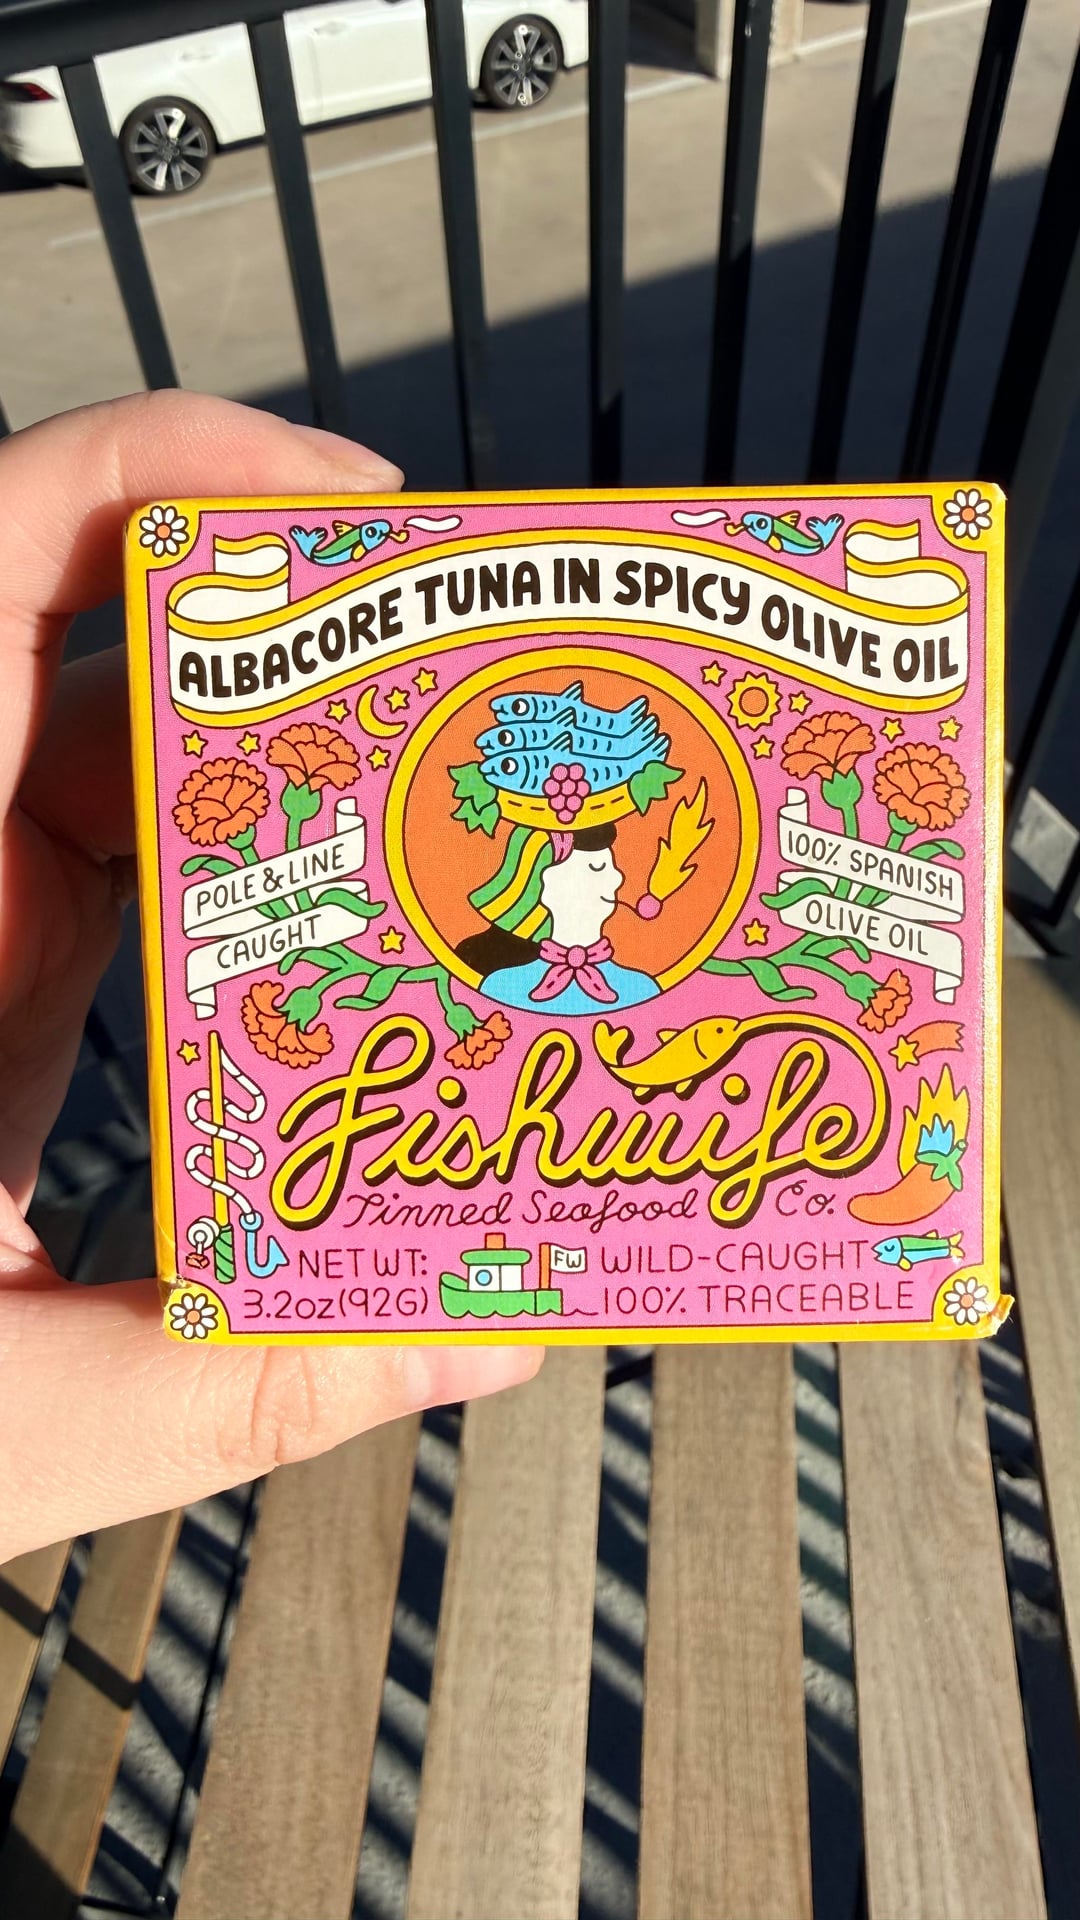 ALBACORE TUNA IN SPICY OLIVE OIL
POLE & LINE
CAUGHT
100% SPANISH
OLIVE OIL
Fishwife
Tinned Seafood Co.
NET WT:
3.2oz(92G)
FW
WILD-CAUGHT
100% TRACEABLE